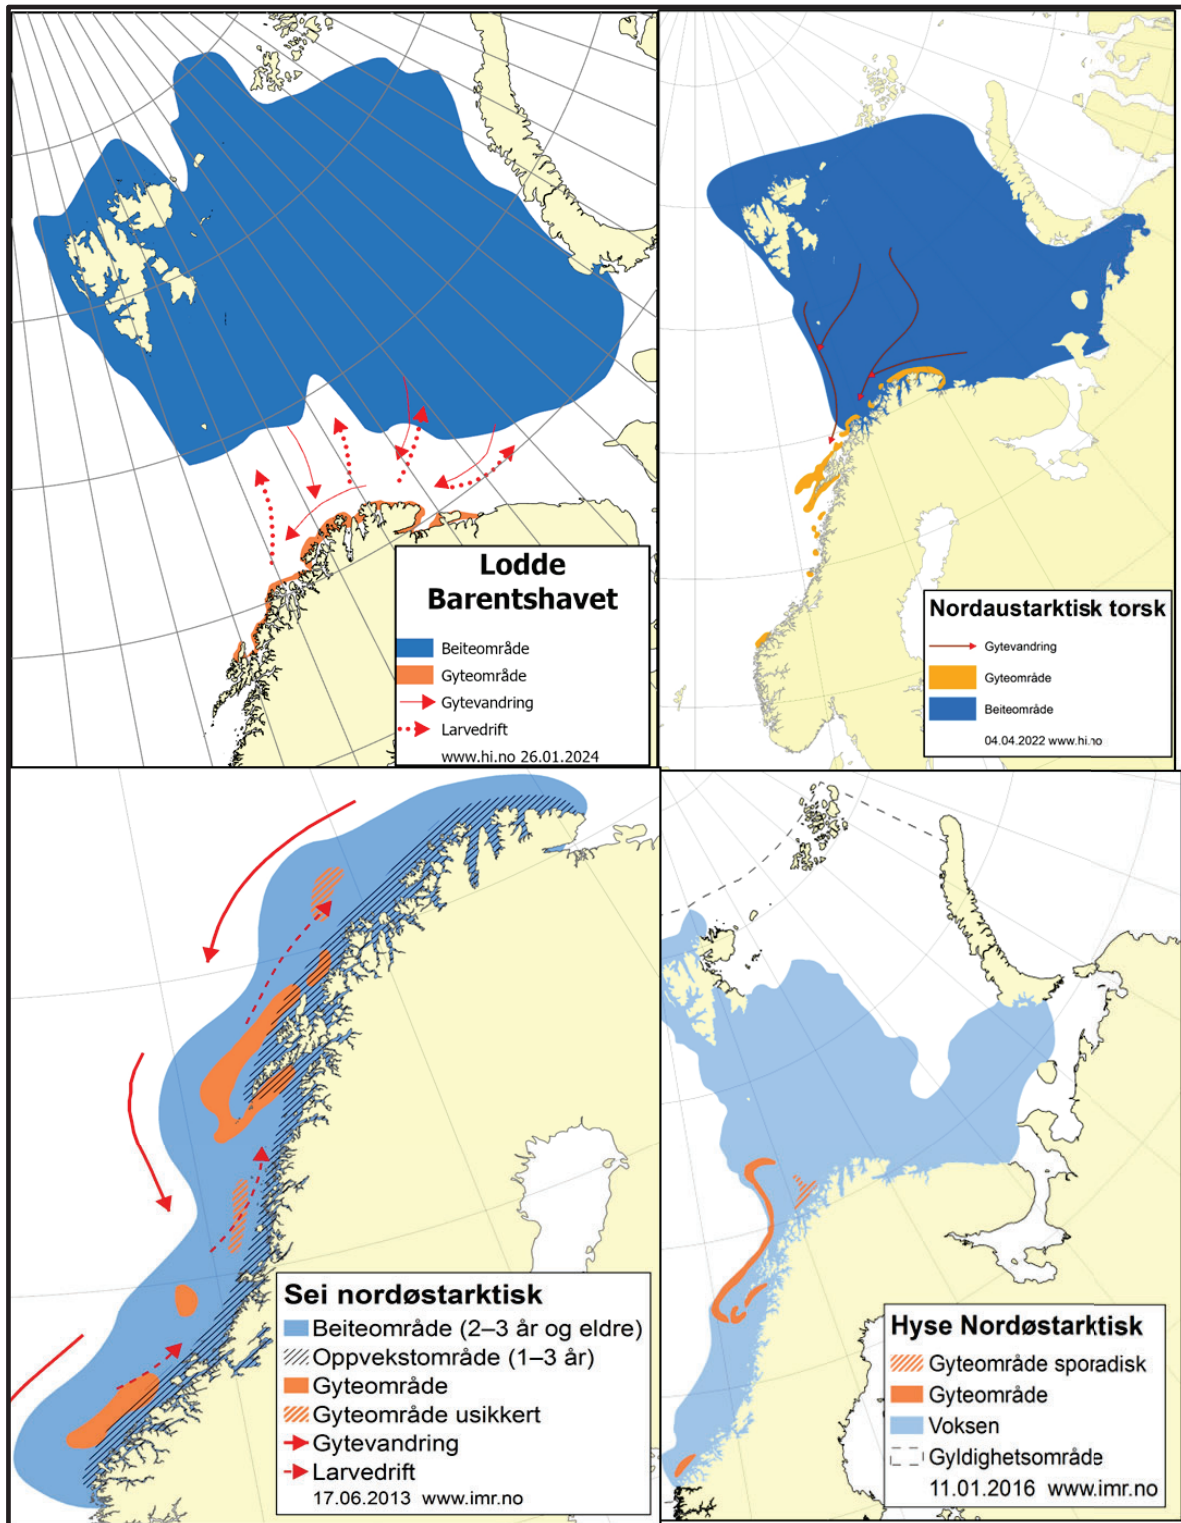 Lodde
Barentshavet
Beiteområde
Gyteområde
Gytevandring
Larvedrift
www.hi.no 26.01.2024
Nordaustarktisk torsk
Gytevandring
Gyteområde
Beiteområde
04.04.2022 www.hi.no
Sei nordøstarktisk
Beiteområde (2–3 år og eldre)
Oppvekstområde (1–3 år)
Gyteområde
Gyteområde usikkert
Gytevandring
Larvedrift
17.06.2013 www.imr.no
Hyse Nordøstarktisk
Gyteområde sporadisk
Gyteområde
Voksen
Gyldighetsområde
11.01.2016 www.imr.no